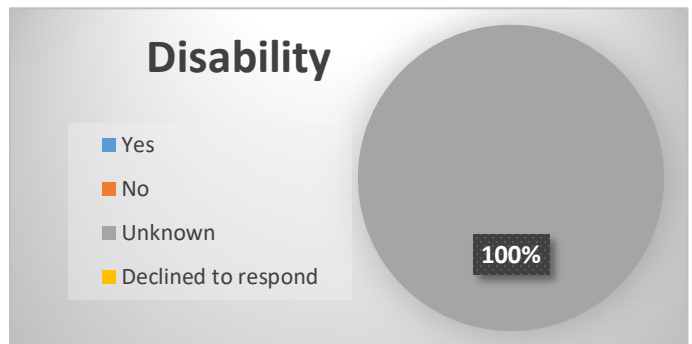 Disability
Yes
No
Unknown
Declined to respond
100%